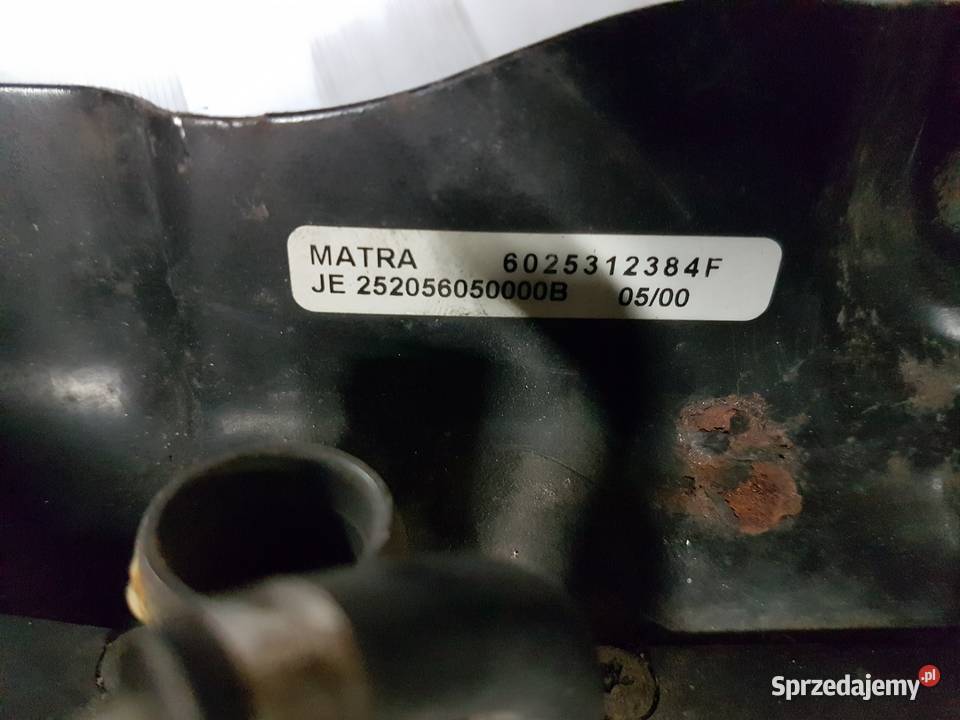 MATRA 6025312384F
JE 252056050000B 05/00
Sprzedajemy.pl